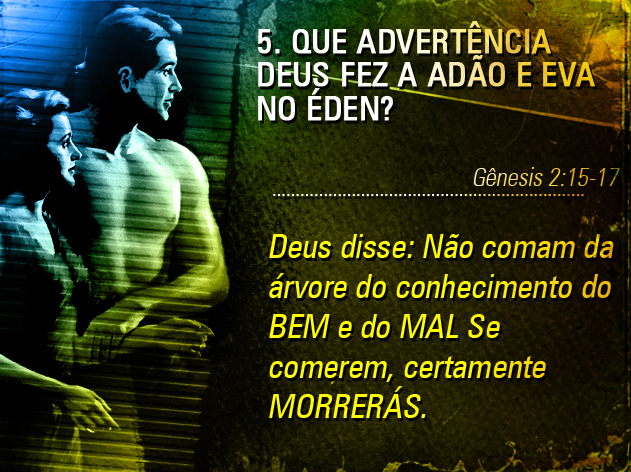 5. QUE ADVERTÊNCIA
DEUS FEZ A ADÃO E EVA
NO ÉDEN?
Gênesis 2:15-17
Deus disse: Não comam da
árvore do conhecimento do
BEM e do MAL Se
comerem, certamente
MORRERÁS.